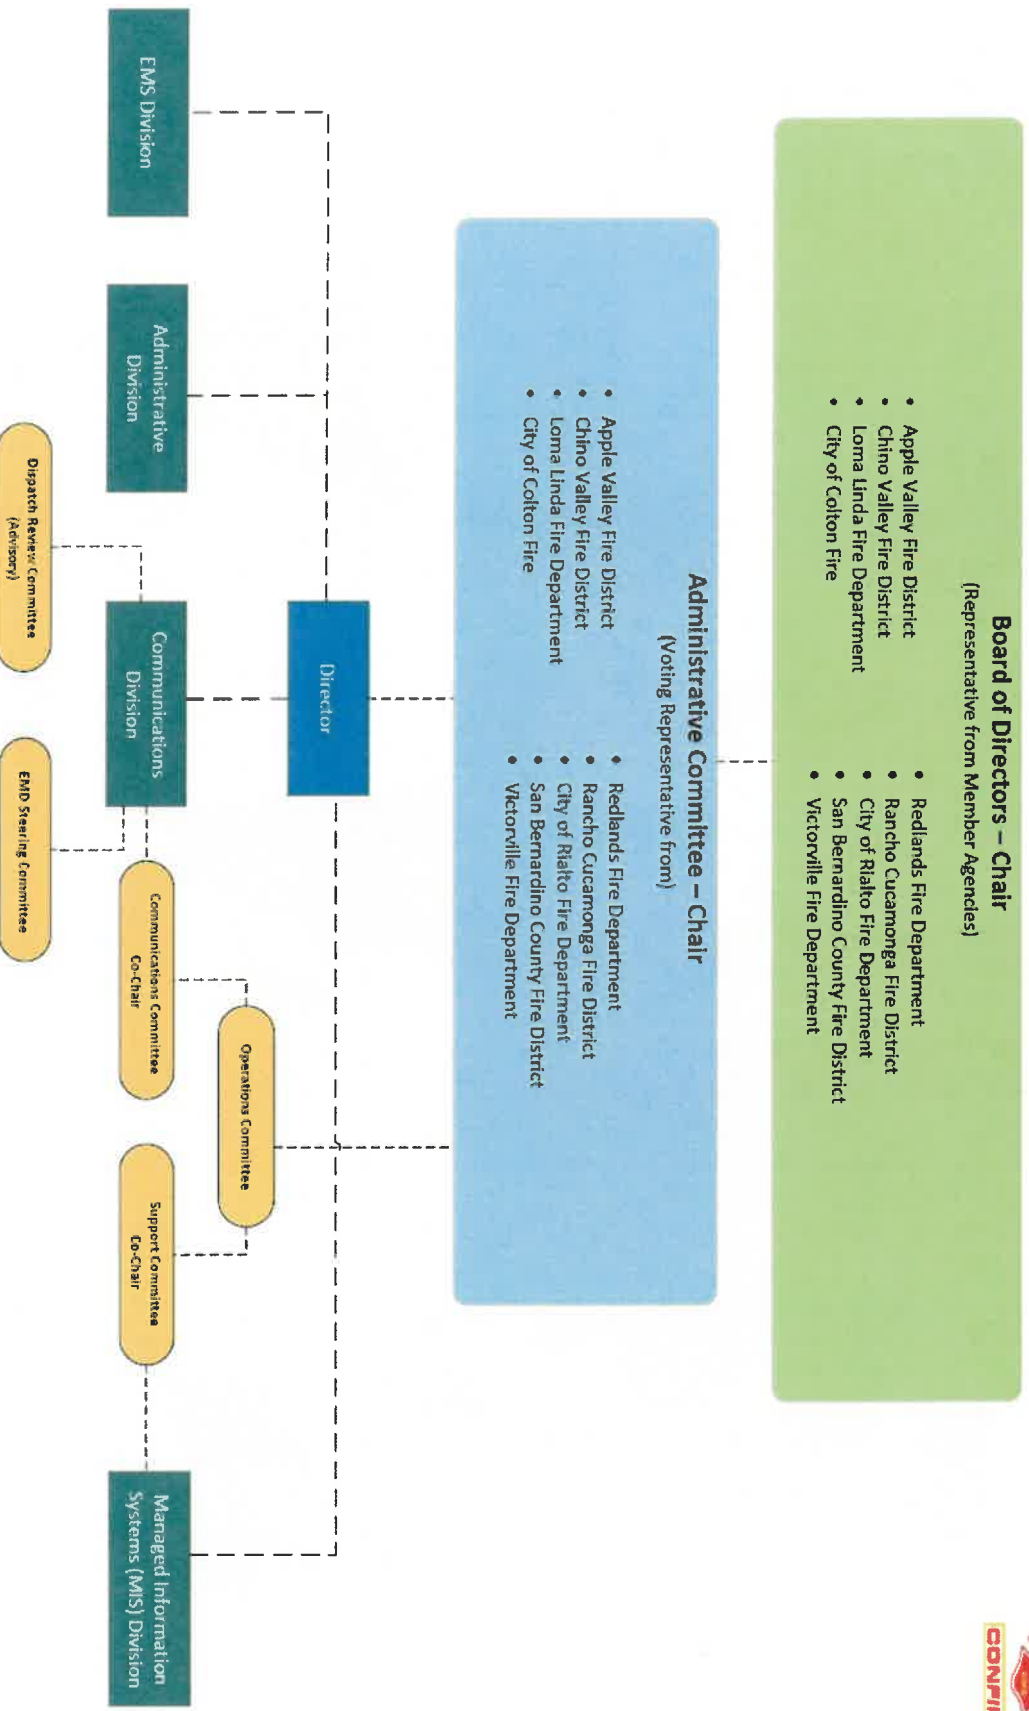 CONFI
Board of Directors – Chair
(Representative from Member Agencies)
• Apple Valley Fire District
• Chino Valley Fire District
• Loma Linda Fire Department
• City of Colton Fire
• Redlands Fire Department
• Rancho Cucamonga Fire District
• City of Rialto Fire Department
• San Bernardino County Fire District
• Victorville Fire Department
Administrative Committee – Chair
(Voting Representative from)
• Apple Valley Fire District
• Chino Valley Fire District
• Loma Linda Fire Department
• City of Colton Fire
• Redlands Fire Department
• Rancho Cucamonga Fire District
• City of Rialto Fire Department
• San Bernardino County Fire District
• Victorville Fire Department
Director
Operations Committee
EMS Division
Administrative
Division
Communications
Division
Communications Committee
Co-Chair
Support Committee
Co-Chair
Managed Information
Systems (MIS) Division
Dispatch Review Committee
(Advisory)
EMD Steering Committee